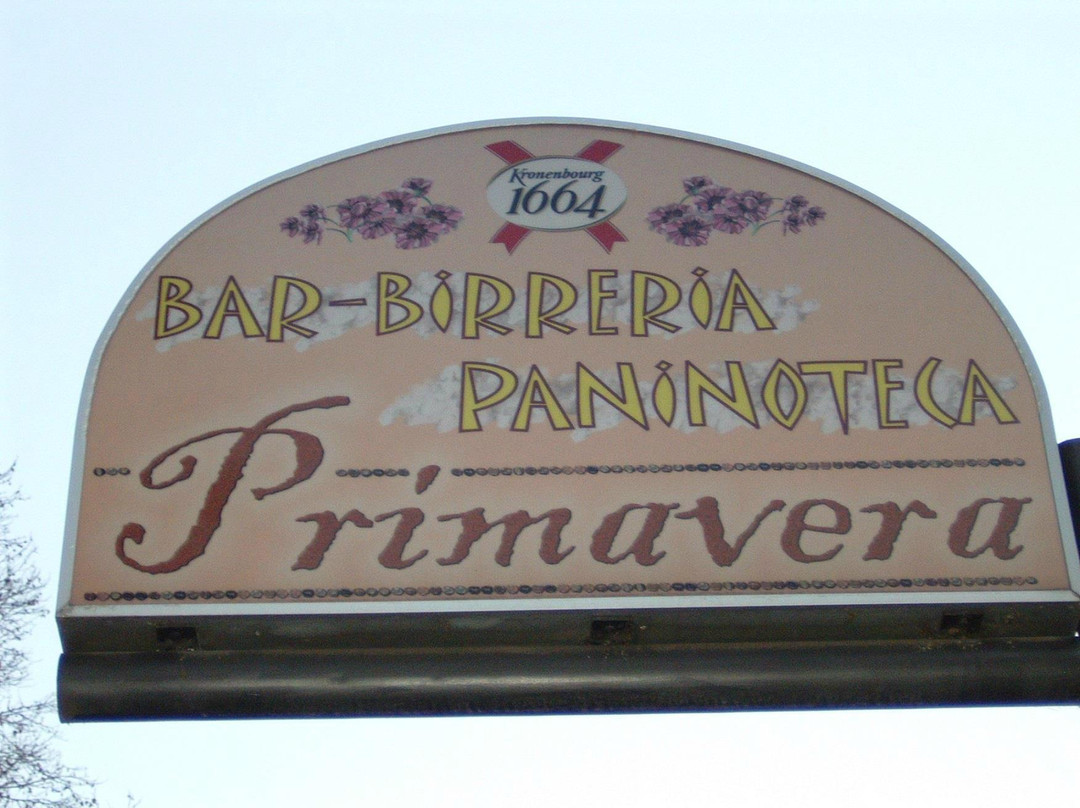 Kronenbourg
1664
BAR-BIRRERIA
PANINOTECA
Primavera